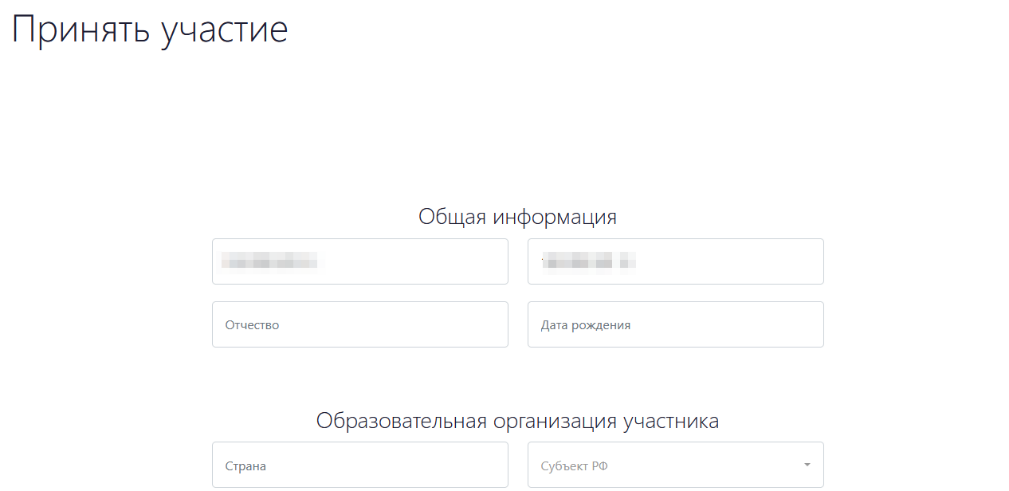 Принять участие
Общая информация
Отчество
Дата рождения
Образовательная организация участника
Страна
Субъект РФ